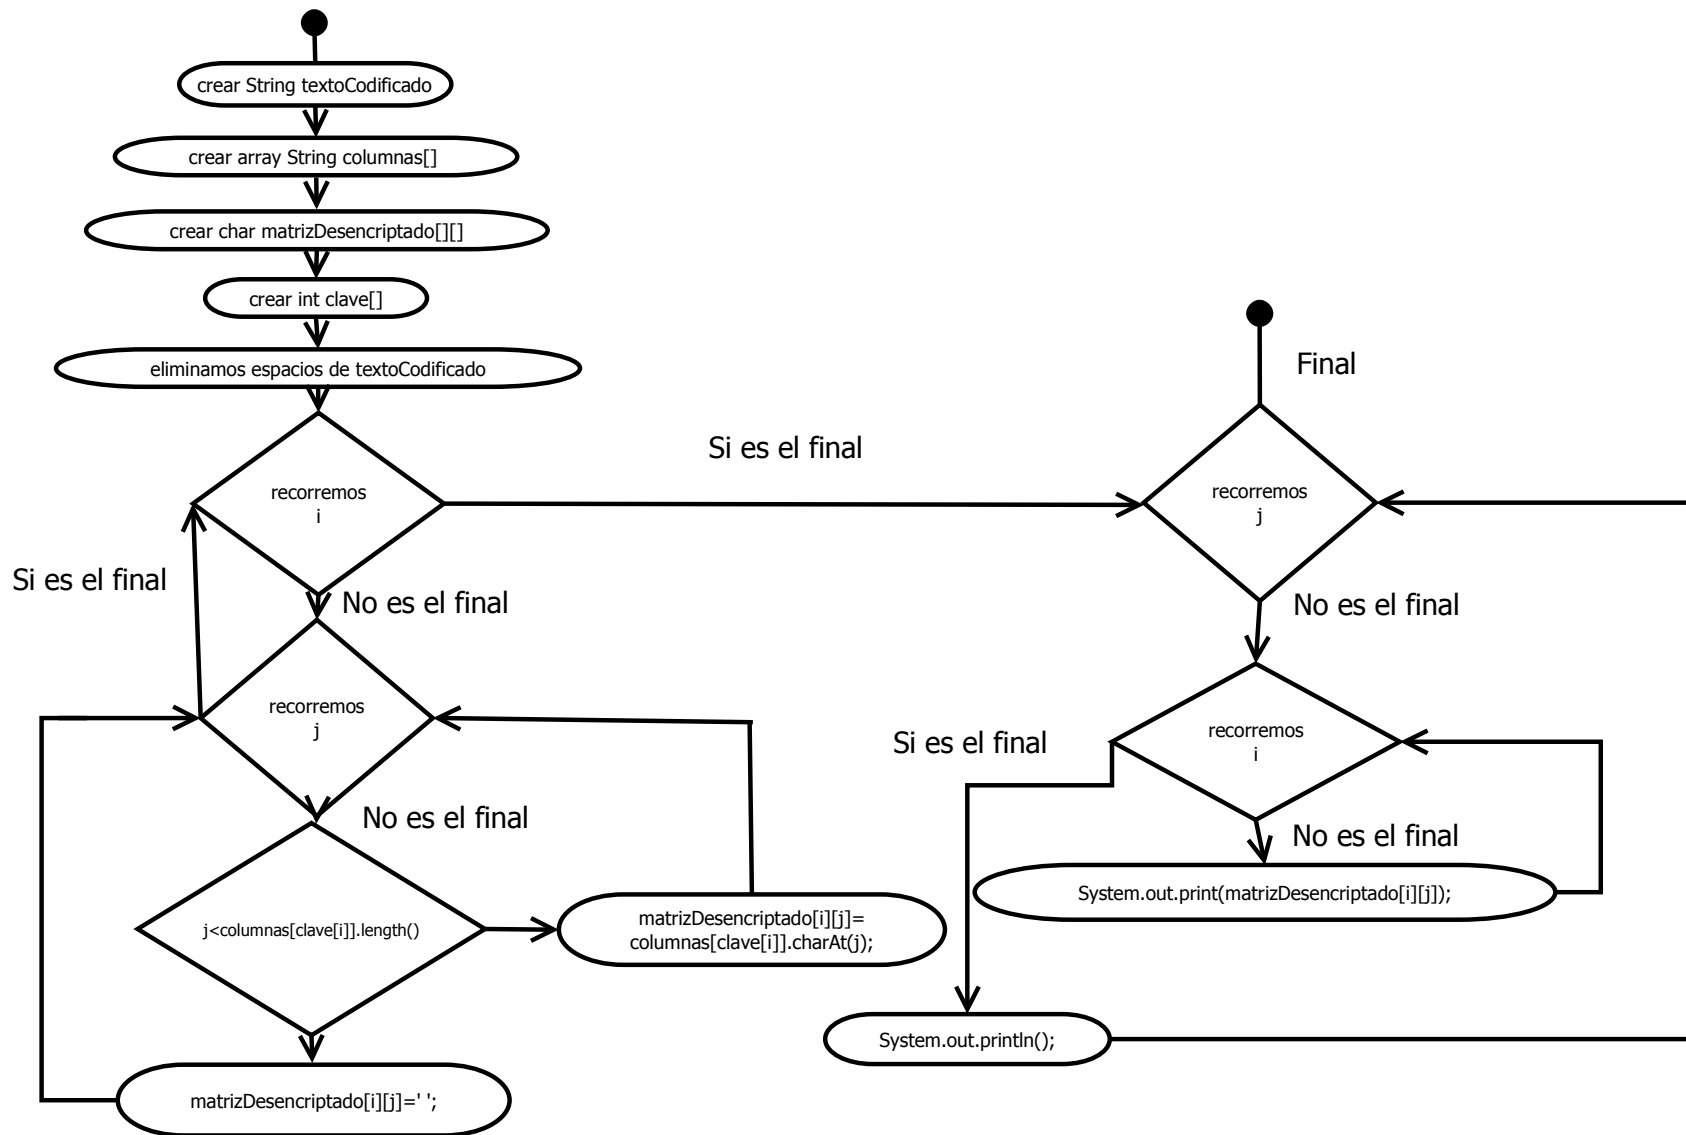 crear String textoCodificado
crear array String columnas[]
crear char matrizDesencriptado[][]
crear int clave[]
eliminamos espacios de textoCodificado
recorremos
i
Si es el final
No es el final
Si es el final
recorremos
j
No es el final
j<columnas[clave[i]].length()
matrizDesencriptado[i][j]=
columnas[clave[i]].charAt(j);
matrizDesencriptado[i][j]=' ';
Final
recorremos
j
No es el final
recorremos
i
Si es el final
No es el final
System.out.print(matrizDesencriptado[i][j]);
System.out.println();